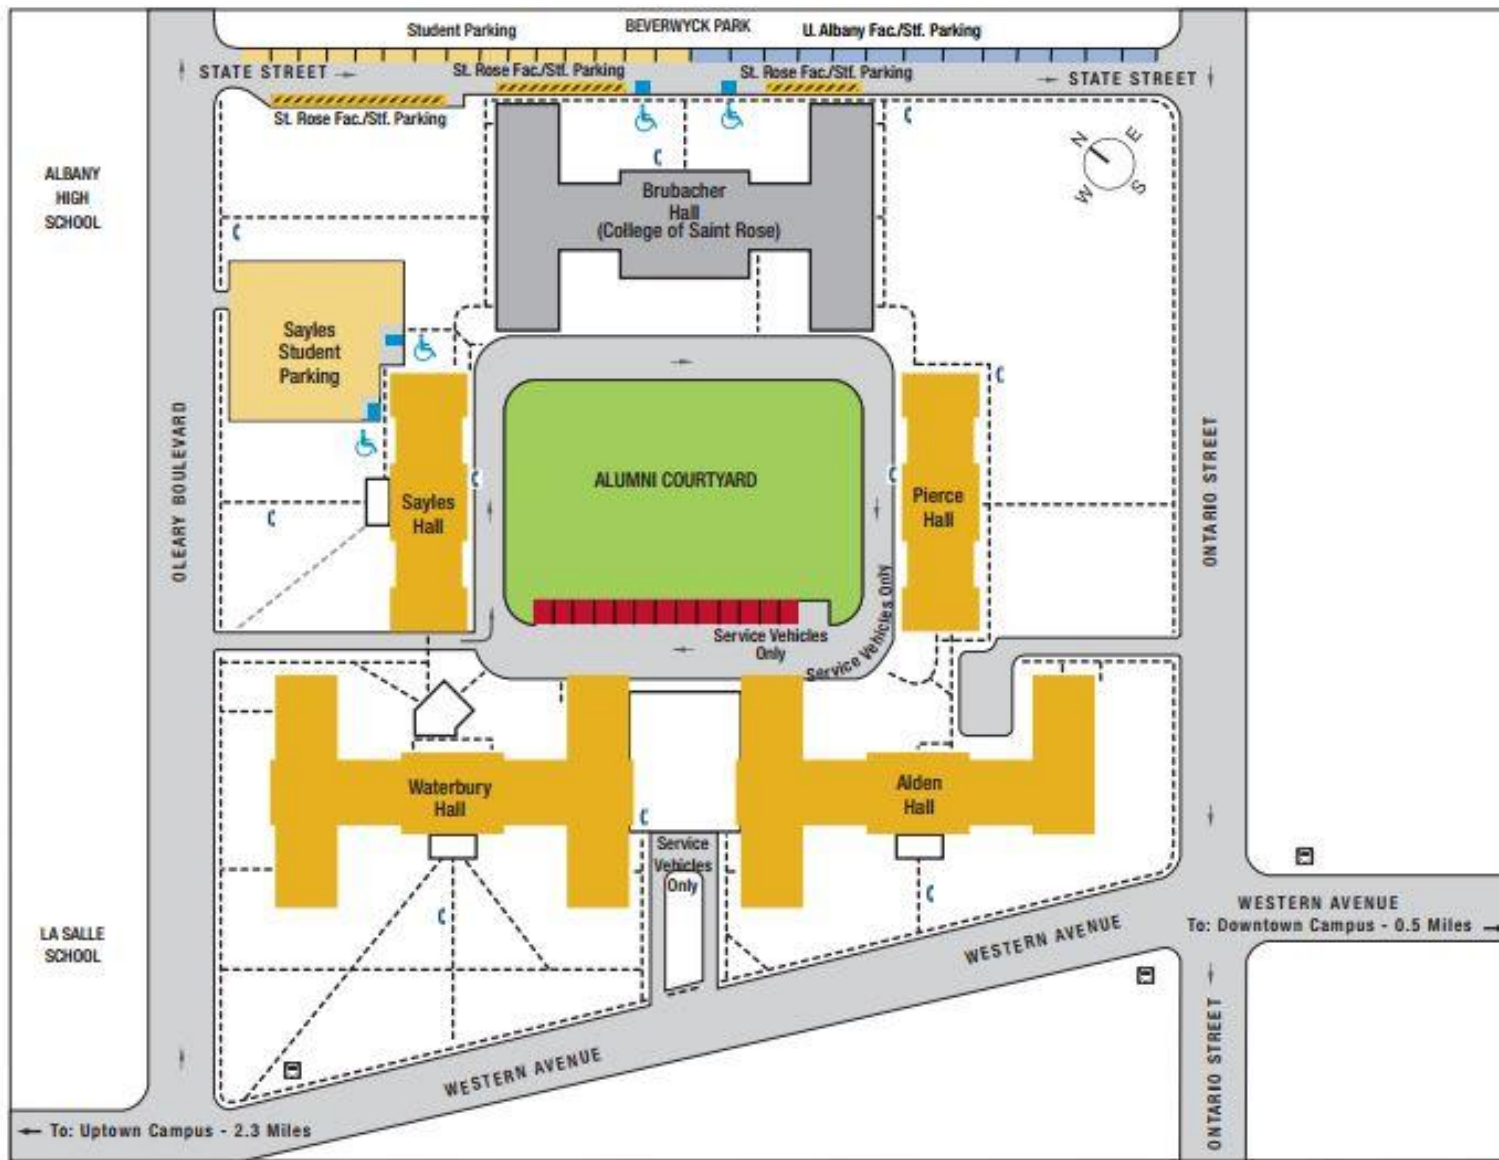 Student Parking
BEVERWYCK PARK
U. Albany Fac./Stf. Parking
STATE STREET
St. Rose Fac./Stf. Parking
St. Rose Fac./Stf. Parking
STATE STREET
St. Rose Fac./Stf. Parking
N
E
W
S
ALBANY
HIGH
SCHOOL
Brubacher
Hall
(College of Saint Rose)
Sayles
Student
Parking
OLEARY BOULEVARD
ALUMNI COURTYARD
Sayles
Hall
Pierce
Hall
ONTARIO STREET
Service Vehicles
Only
Service Vehicles Only
Waterbury
Hall
Alden
Hall
Service
Vehicles
Only
LA SALLE
SCHOOL
WESTERN AVENUE
To: Downtown Campus - 0.5 Miles
WESTERN AVENUE
WESTERN AVENUE
ONTARIO STREET
To: Uptown Campus - 2.3 Miles